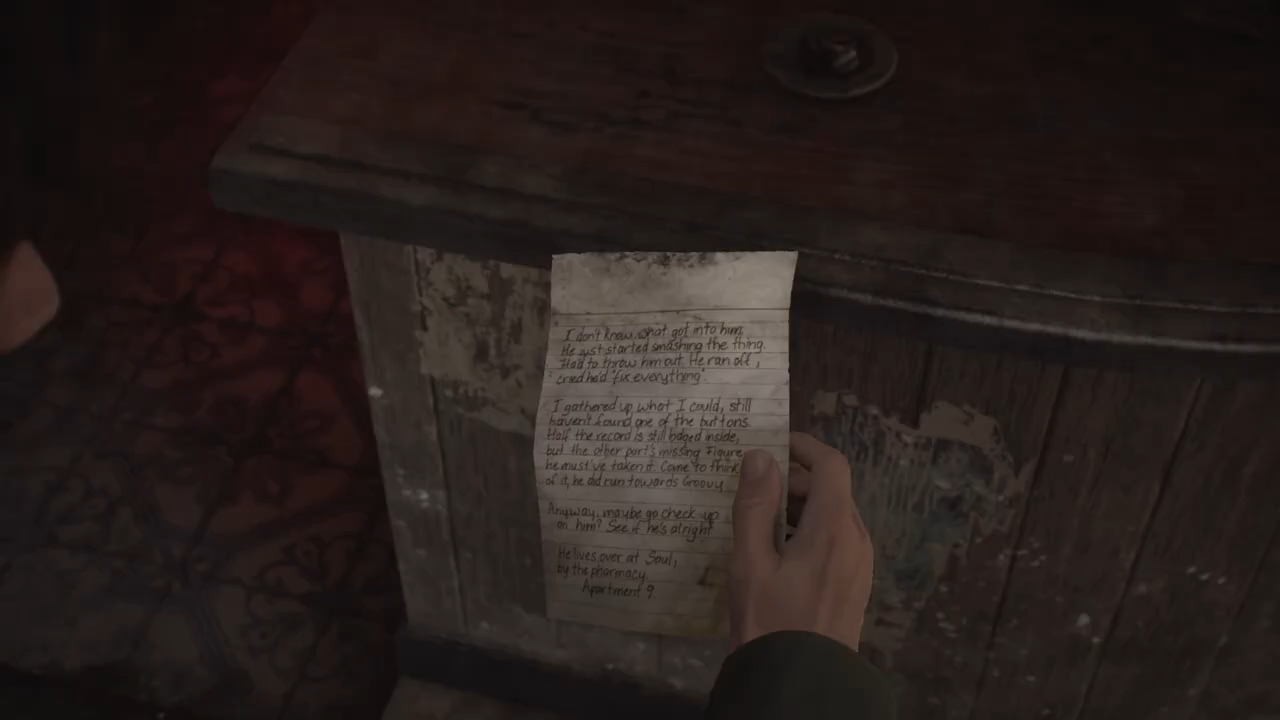 I don't know what got into him.
He just started smashing the thing.
Had to throw him out. He ran off,
cried he'd "fix everything".
I gathered up what I could, still
haven't found one of the buttons.
Half the record is still lodged inside,
but the other part's missing. Figure
he must've taken it. Come to think
of it, he did run towards Groovy
Anyway, maybe go check up
on him? See if he's alright
He lives over at Saul,
by the pharmacy.
Apartment 9.